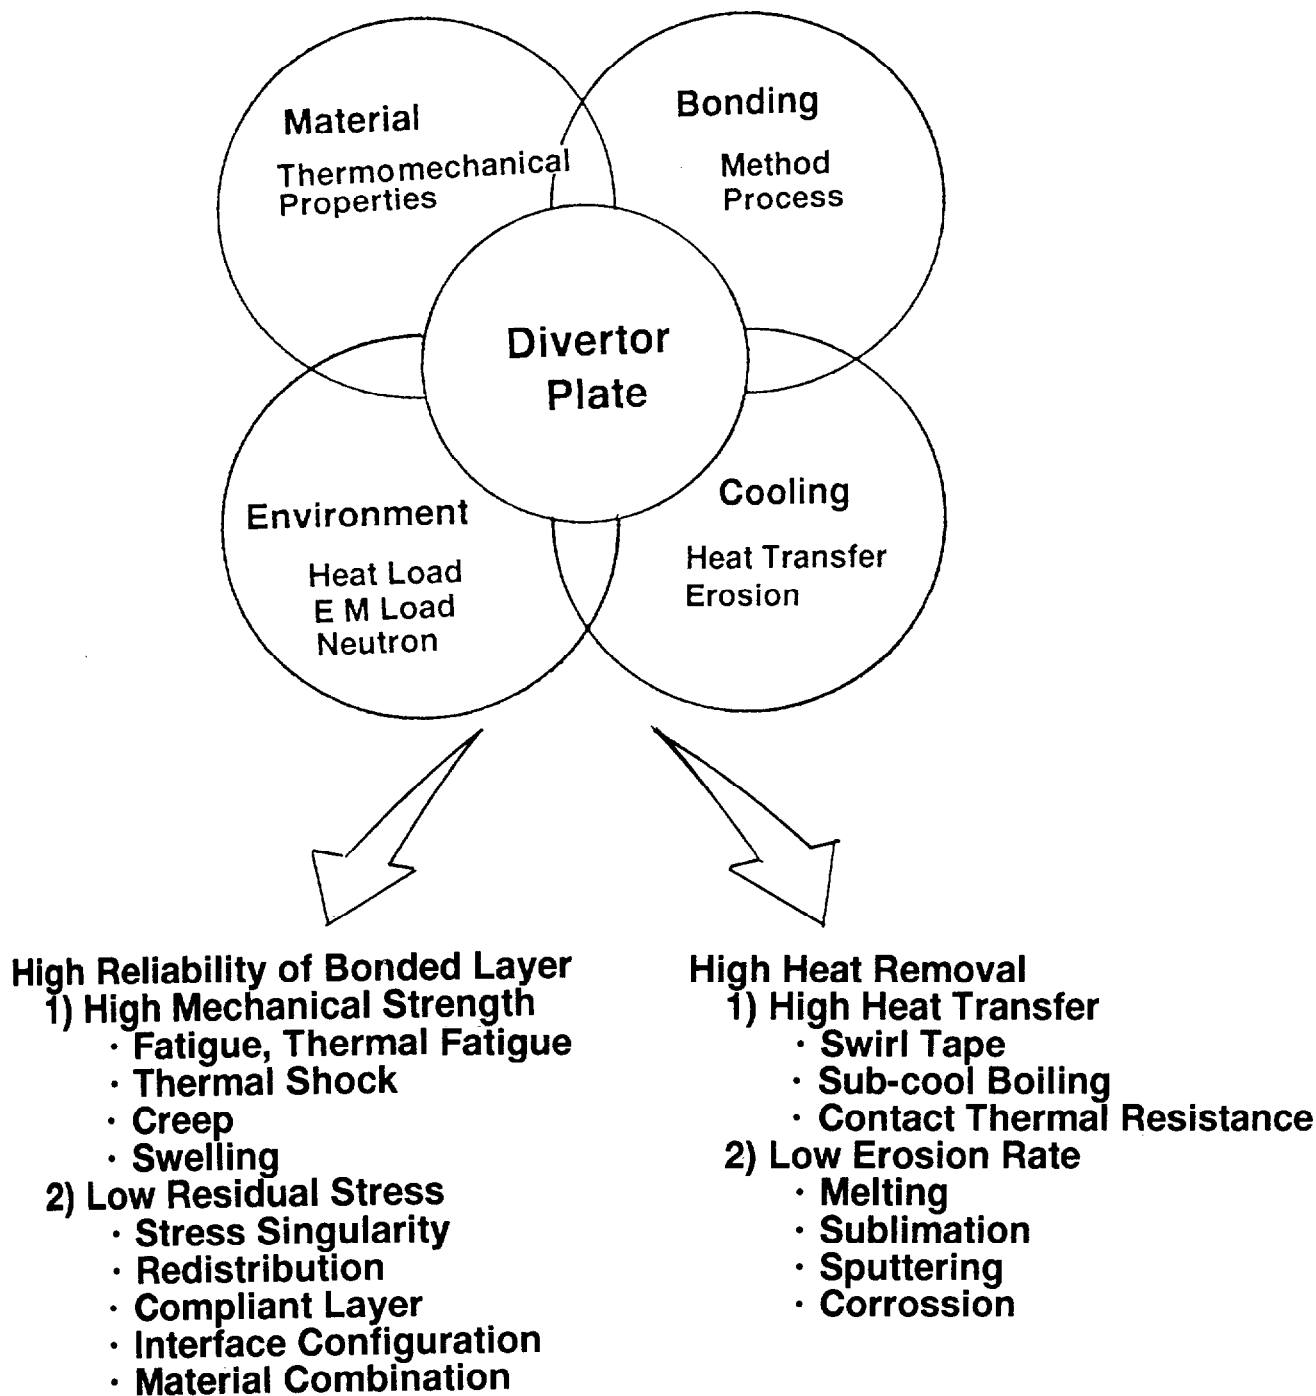 Material
Thermomechanical
Properties
Bonding
Method
Process
Divertor
Plate
Environment
Heat Load
E M Load
Neutron
Cooling
Heat Transfer
Erosion
High Reliability of Bonded Layer
1) High Mechanical Strength
· Fatigue, Thermal Fatigue
· Thermal Shock
· Creep
· Swelling
2) Low Residual Stress
· Stress Singularity
· Redistribution
· Compliant Layer
· Interface Configuration
· Material Combination
High Heat Removal
1) High Heat Transfer
· Swirl Tape
· Sub-cool Boiling
· Contact Thermal Resistance
2) Low Erosion Rate
· Melting
· Sublimation
· Sputtering
· Corrossion